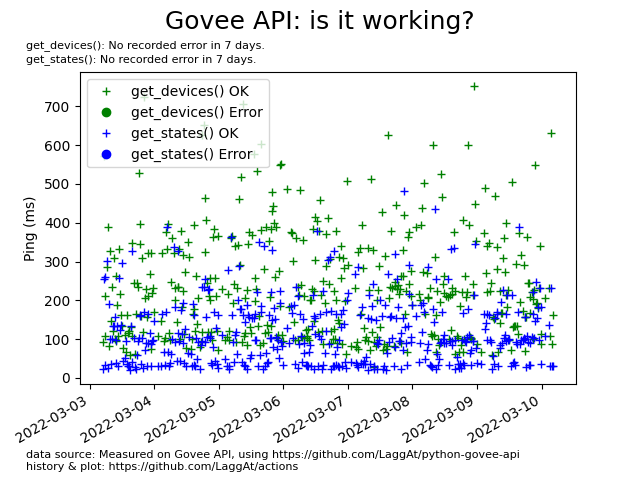 Govee API: is it working?
get_devices(): No recorded error in 7 days.
get_states(): No recorded error in 7 days.
get_devices() OK
get_devices() Error
get_states() OK
get_states() Error
Ping (ms)
700
600
500
400
300
200
100
0
2022-03-03
2022-03-04
2022-03-05
2022-03-06
2022-03-07
2022-03-08
2022-03-09
2022-03-10
data source: Measured on Govee API, using https://github.com/LaggAt/python-govee-api
history & plot: https://github.com/LaggAt/actions